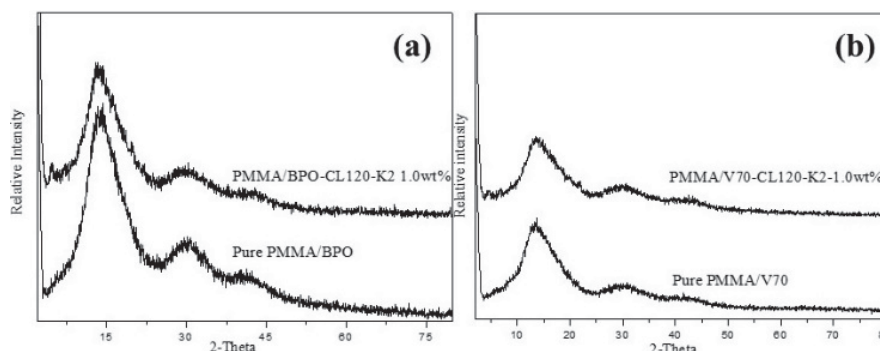 (a)
Relative Intensity
PMMA/BPO-CL120-K2 1.0wt%
Pure PMMA/BPO
15 30 45 60 75
2-Theta
(b)
Relative intensity
PMMA/V70-CL120-K2-1.0wt%
Pure PMMA/V70
10 20 30 40 50 60 70
2-Theta